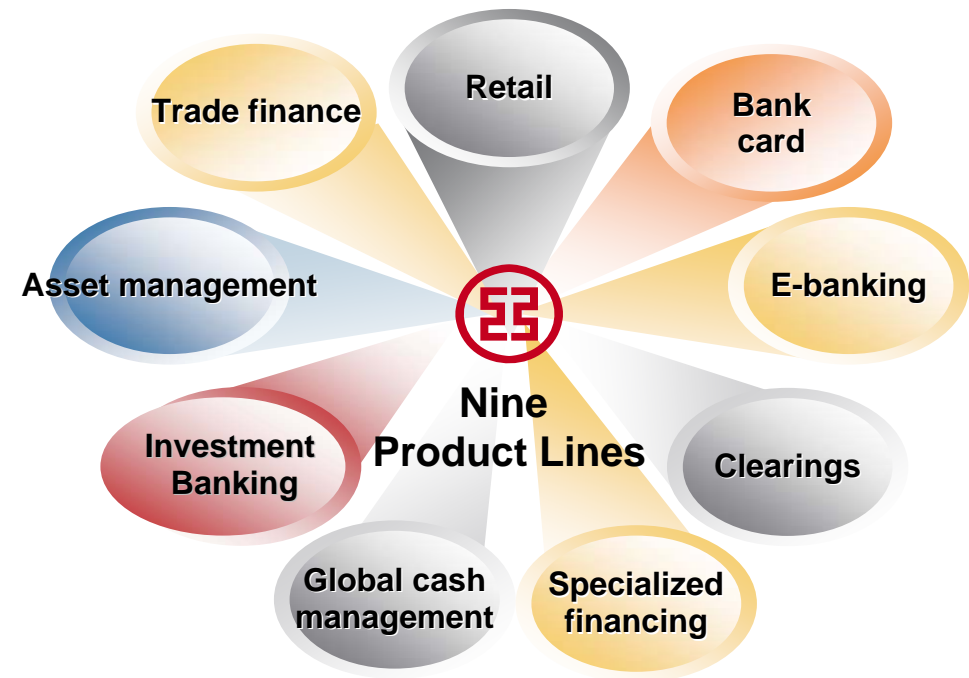 Retail
Trade finance
Bank
card
Asset management
E-banking
Nine
Product Lines
Investment
Banking
Clearings
Global cash
management
Specialized
financing